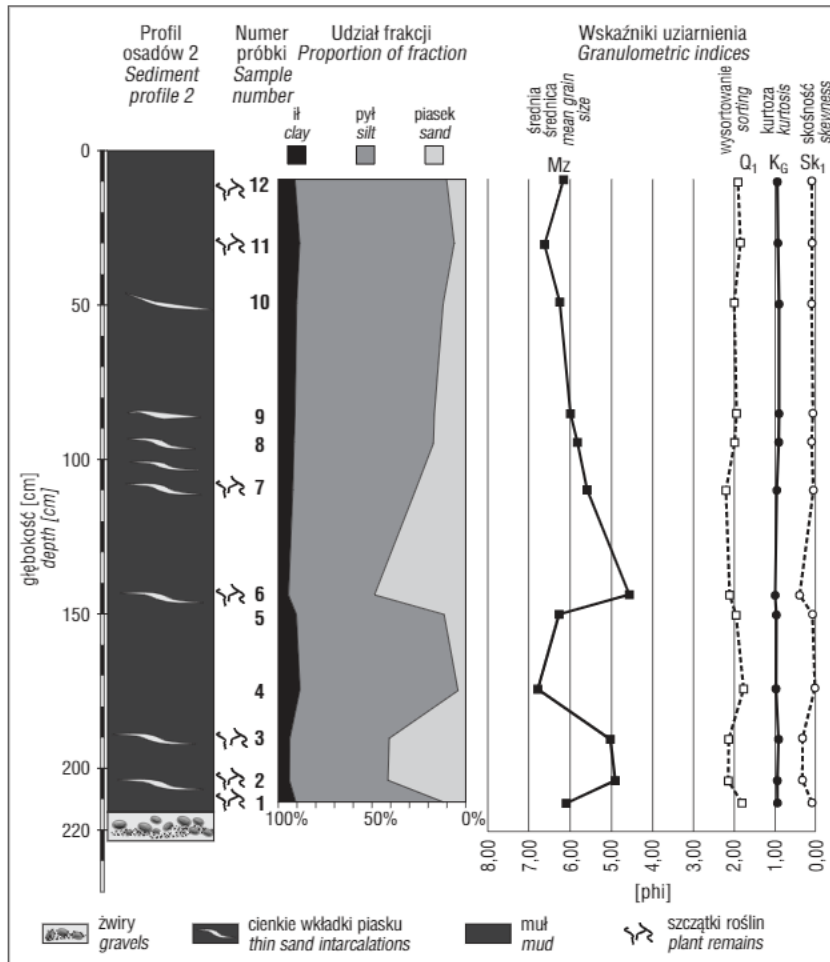 Profil
osadów 2
Sediment
profile 2
Numer
próbki
Sample
number
Udział frakcji
Proportion of fraction
Wskaźniki uziarnienia
Granulometric indices
ił
clay
pył
silt
piasek
sand
średnia
średnica
mean grain
size
Mz
wysortowanie
sorting
Q1
kurtoza
kurtosis
KG
skośność
skewness
Sk1
głębokość [cm]
depth [cm]
0
50
100
150
200
220
12
11
10
9
8
7
6
5
4
3
2
1
100% 50% 0%
8,00 7,00 6,00 5,00 4,00 3,00 2,00 1,00 0,00
[phi]
żwiry
gravels
cienkie wkładki piasku
thin sand intarcalations
muł
mud
szczątki roślin
plant remains